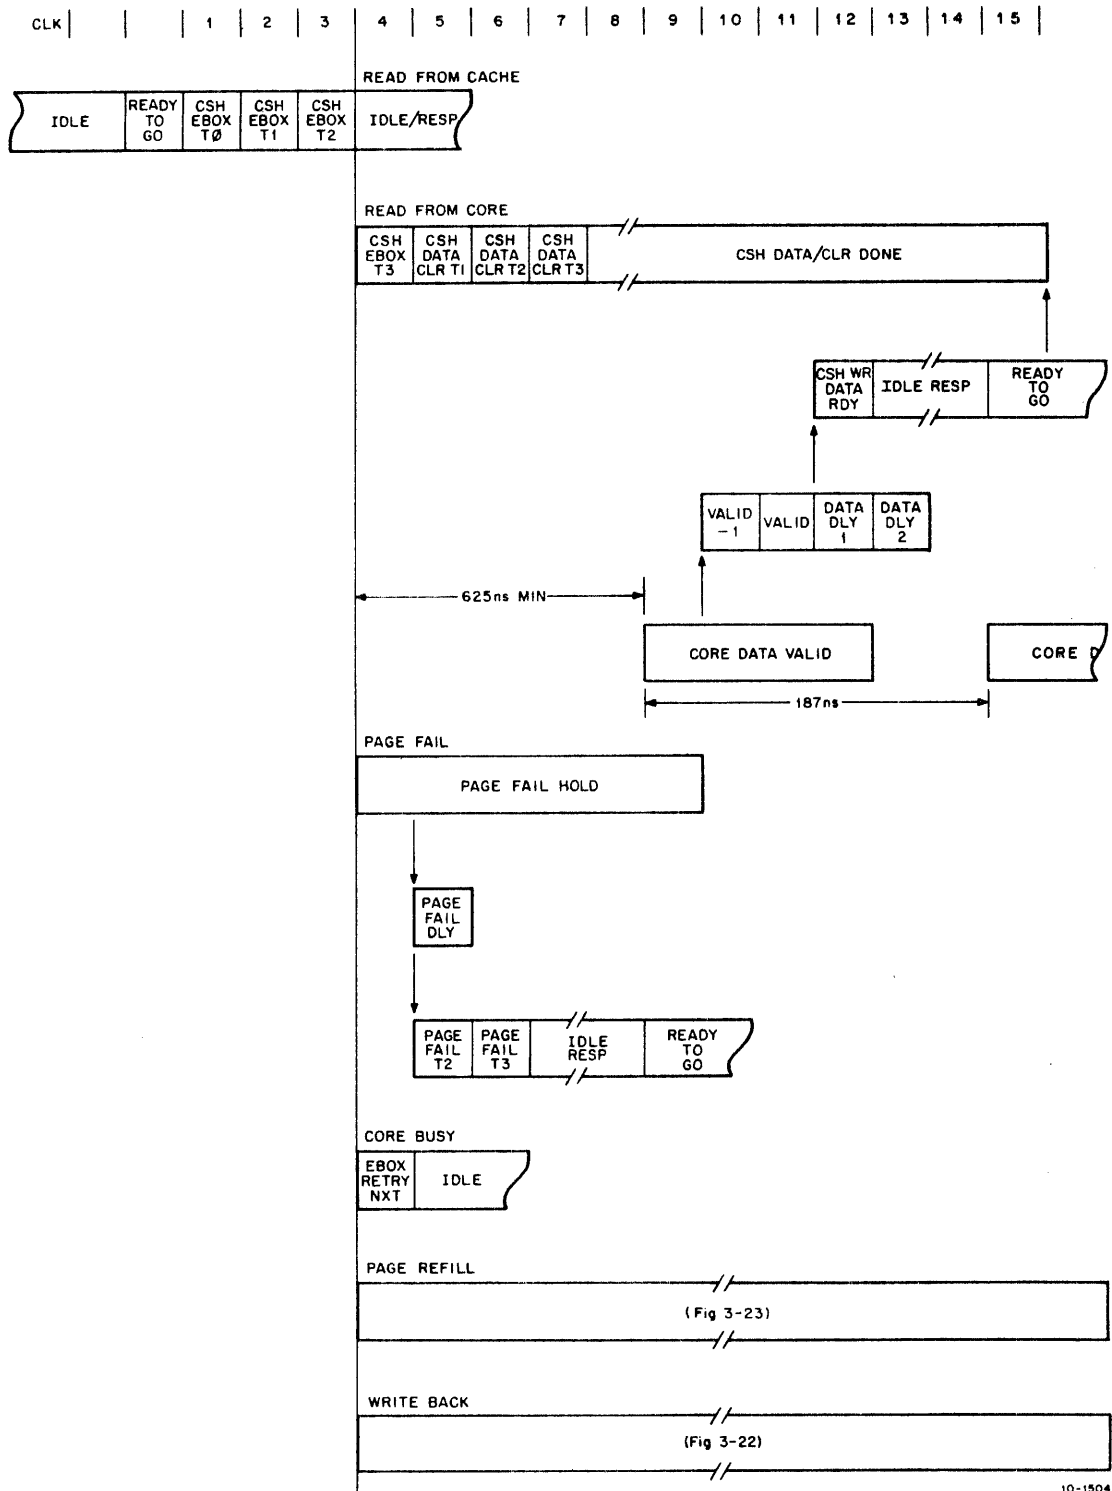 CLK 1 2 3 4 5 6 7 8 9 10 11 12 13 14 15
READ FROM CACHE
IDLE
READY TO GO
CSH EBOX TØ
CSH EBOX T1
CSH EBOX T2
IDLE/RESP
READ FROM CORE
CSH EBOX T3
CSH DATA CLR T1
CSH DATA CLR T2
CSH DATA CLR T3
CSH DATA/CLR DONE
CSH WR DATA RDY
IDLE RESP
READY TO GO
VALID -1
VALID
DATA DLY 1
DATA DLY 2
625ns MIN
CORE DATA VALID
CORE
187ns
PAGE FAIL
PAGE FAIL HOLD
PAGE FAIL DLY
PAGE FAIL T2
PAGE FAIL T3
IDLE RESP
READY TO GO
CORE BUSY
EBOX RETRY NXT
IDLE
PAGE REFILL
(Fig 3-23)
WRITE BACK
(Fig 3-22)
10-1504